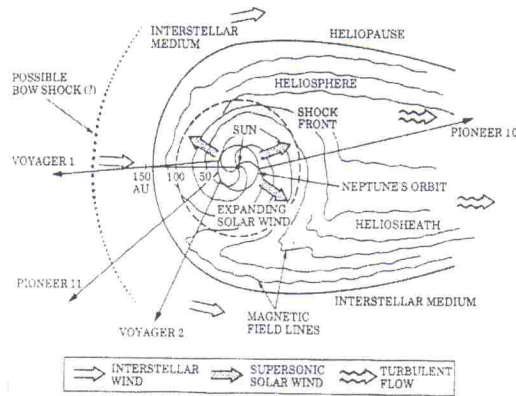 INTERSTELLAR
MEDIUM
HELIOPAUSE
POSSIBLE
BOW SHOCK (?)
HELIOSPHERE
SHOCK
FRONT
SUN
PIONEER 10
VOYAGER 1
150
AU
100
50
NEPTUNE'S ORBIT
EXPANDING
SOLAR WIND
HELIOSHEATH
PIONEER 11
VOYAGER 2
MAGNETIC
FIELD LINES
INTERSTELLAR MEDIUM
INTERSTELLAR
WIND
SUPERSONIC
SOLAR WIND
TURBULENT
FLOW